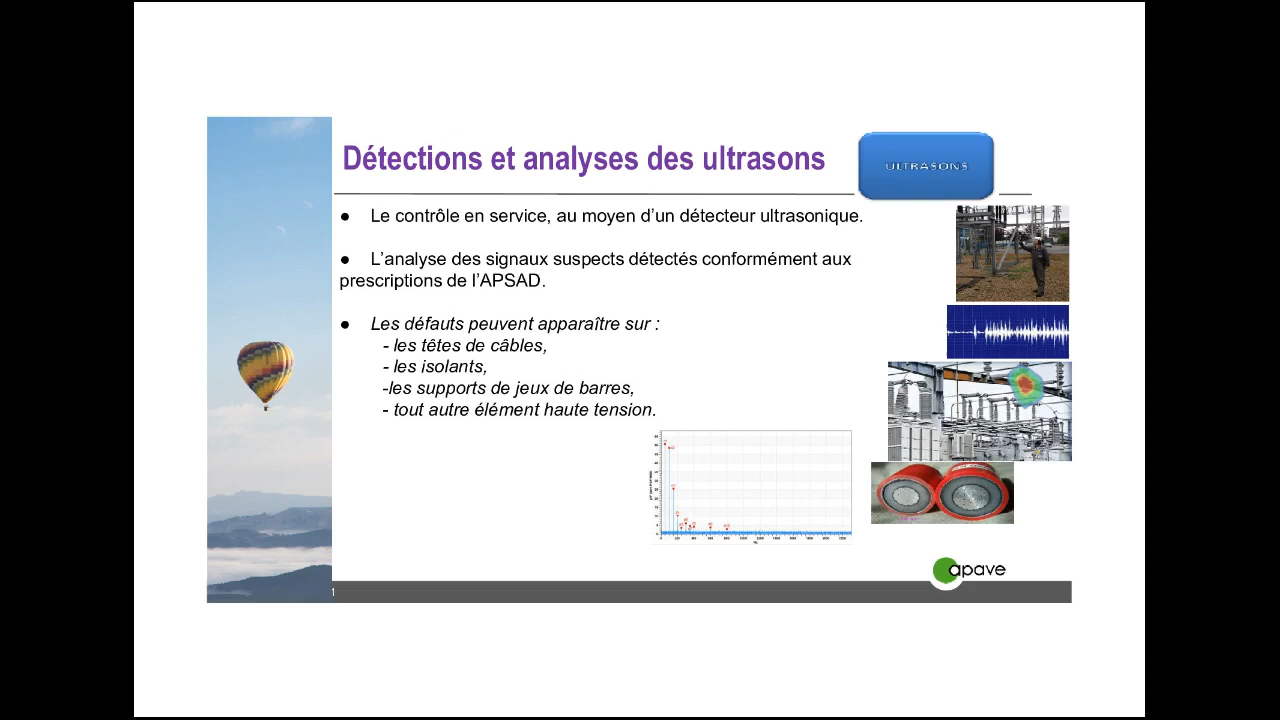 Détections et analyses des ultrasons
ULTRASONS
● Le contrôle en service, au moyen d’un détecteur ultrasonique.
● L’analyse des signaux suspects détectés conformément aux
prescriptions de l’APSAD.
● Les défauts peuvent apparaître sur :
- les têtes de câbles,
- les isolants,
-les supports de jeux de barres,
- tout autre élément haute tension.
apave
1